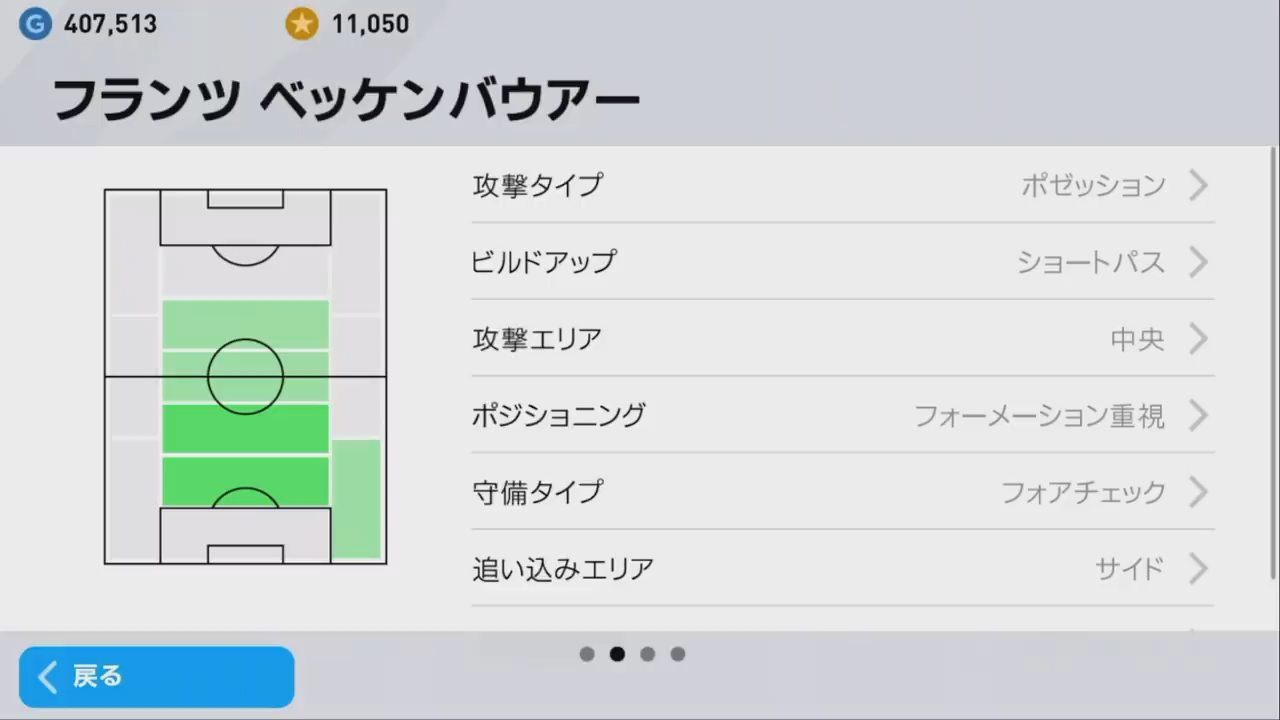 G 407,513 11,050
フランツ ベッケンバウアー
攻撃タイプ ポゼッション
ビルドアップ ショートパス
攻撃エリア 中央
ポジショニング フォーメーション重視
守備タイプ フォアチェック
追い込みエリア サイド
戻る